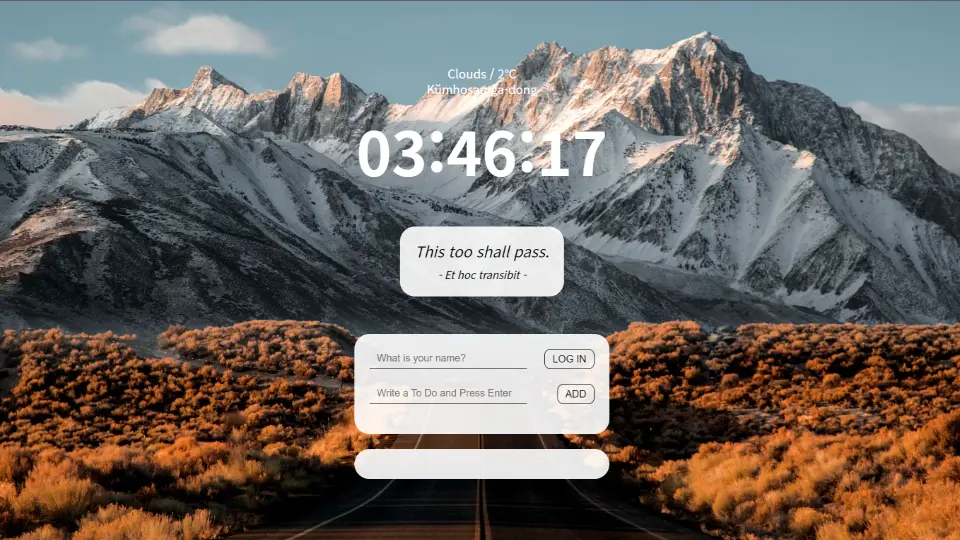 Clouds / 2°C
Kŭmhosamga-dong
03:46:17
This too shall pass.
- Et hoc transibit -
What is your name?
LOG IN
Write a To Do and Press Enter
ADD